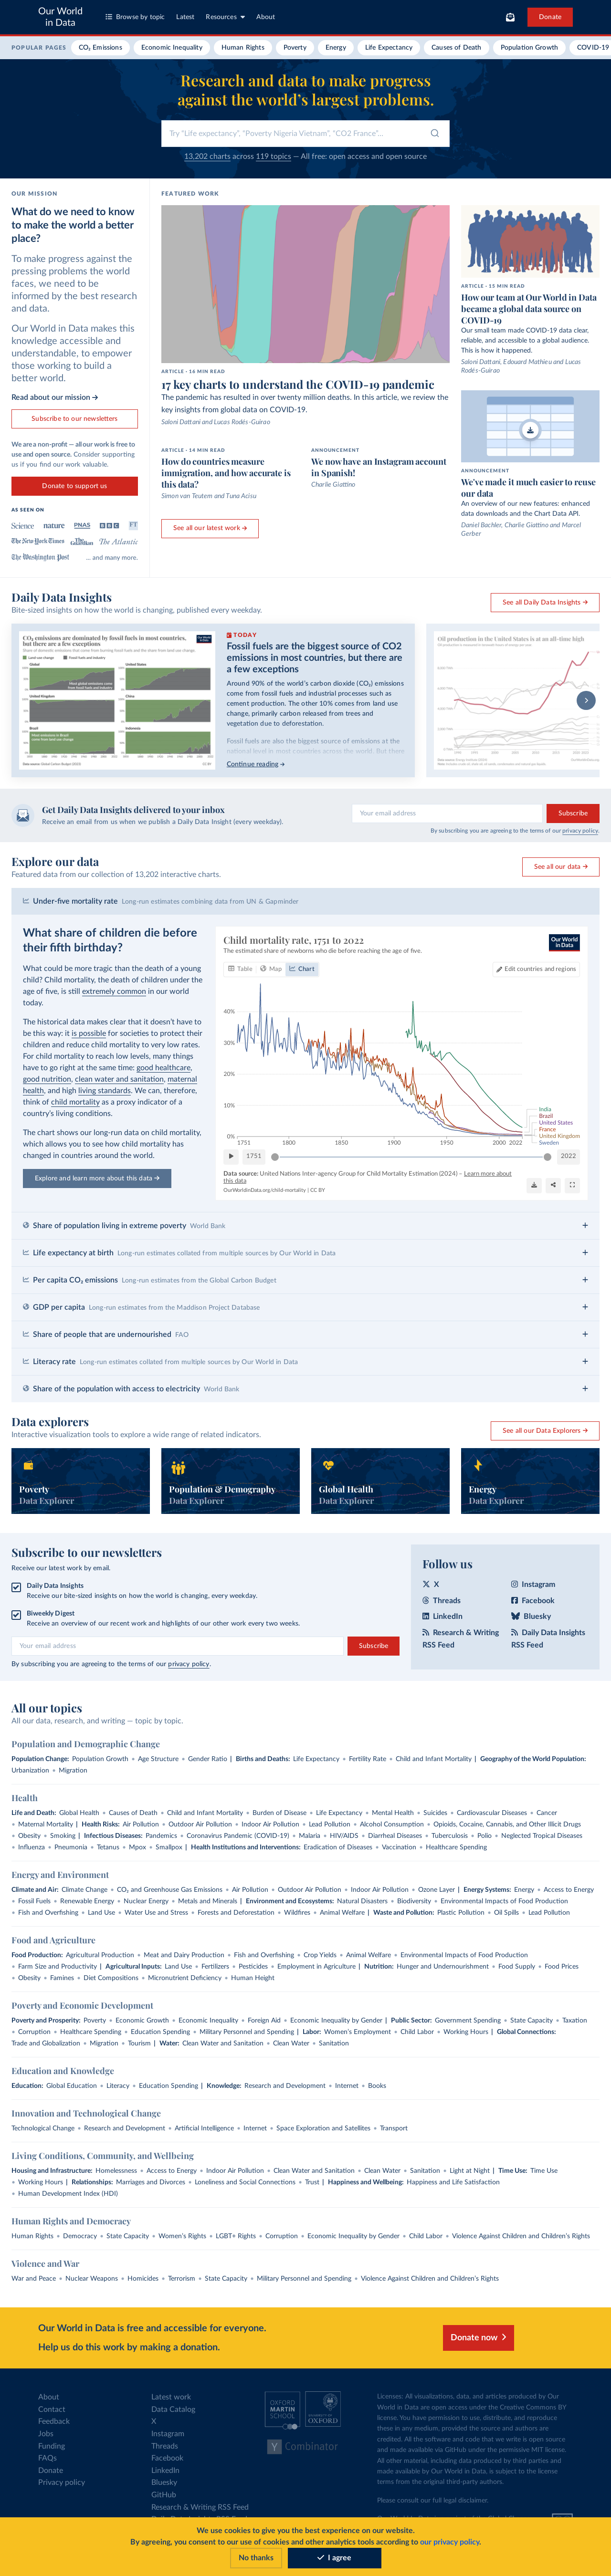 Our World
in Data
Browse by topic
Latest
Resources
About
Donate
POPULAR PAGES
CO₂ Emissions
Economic Inequality
Human Rights
Poverty
Energy
Life Expectancy
Causes of Death
Population Growth
COVID-19
Research and data to make progress
against the world's largest problems.
Try "Life expectancy", "Poverty Nigeria Vietnam", "CO2 France"...
13,202 charts across 119 topics — All free: open access and open source
OUR MISSION
What do we need to know
to make the world a better
place?
To make progress against the
pressing problems the world
faces, we need to be
informed by the best research
and data.
Our World in Data makes this
knowledge accessible and
understandable, to empower
those working to build a
better world.
Read about our mission →
Subscribe to our newsletters
We are a non-profit — all our work is free to
use and open source. Consider supporting
us if you find our work valuable.
Donate to support us
AS SEEN ON
Science
nature
PNAS
BBC
FT
The New York Times
The Guardian
The Atlantic
The Washington Post
... and many more.
FEATURED WORK
ARTICLE - 16 MIN READ
17 key charts to understand the COVID-19 pandemic
The pandemic has resulted in over twenty million deaths. In this article, we review the
key insights from global data on COVID-19.
Saloni Dattani and Lucas Rodés-Guirao
ARTICLE - 14 MIN READ
How do countries measure
immigration, and how accurate is
this data?
Simon van Teutem and Tuna Acisu
ANNOUNCEMENT
We now have an Instagram account
in Spanish!
Charlie Giattino
See all our latest work →
ARTICLE - 15 MIN READ
How our team at Our World in Data
became a global data source on
COVID-19
Our small team made COVID-19 data clear,
reliable, and accessible to a global audience.
This is how it happened.
Saloni Dattani, Edouard Mathieu and Lucas
Rodés-Guirao
ANNOUNCEMENT
We've made it much easier to reuse
our data
An overview of our new features: enhanced
data downloads and the Chart Data API.
Daniel Bachler, Charlie Giattino and Marcel
Gerber
Daily Data Insights
Bite-sized insights on how the world is changing, published every weekday.
See all Daily Data Insights →
CO₂ emissions are dominated by fossil fuels in most countries,
but there are a few exceptions
Land-use change
Fossil fuels and industry
Global
United States
Most global emissions
come from fossil fuels
China
Brazil
Most emissions in
Brazil come from
land-use change
TODAY
Fossil fuels are the biggest source of CO2
emissions in most countries, but there are
a few exceptions
Around 90% of the world's carbon dioxide (CO₂) emissions
come from fossil fuels and industrial processes such as
cement production. The other 10% comes from land use
change, primarily carbon released from trees and
vegetation due to deforestation.
Fossil fuels are also the biggest source of emissions at the
national level in most countries across the world. But there
Continue reading →
Oil production in the United States is at an all-time high
Get Daily Data Insights delivered to your inbox
Receive an email from us when we publish a Daily Data Insight (every weekday).
Your email address
Subscribe
By subscribing you are agreeing to the terms of our privacy policy.
Explore our data
Featured data from our collection of 13,202 interactive charts.
See all our data →
Under-five mortality rate Long-run estimates combining data from UN & Gapminder
What share of children die before
their fifth birthday?
What could be more tragic than the death of a young
child? Child mortality, the death of children under the
age of five, is still extremely common in our world
today.
The historical data makes clear that it doesn't have to
be this way: it is possible for societies to protect their
children and reduce child mortality to very low rates.
For child mortality to reach low levels, many things
have to go right at the same time: good healthcare,
good nutrition, clean water and sanitation, maternal
health, and high living standards. We can, therefore,
think of child mortality as a proxy indicator of a
country's living conditions.
The chart shows our long-run data on child mortality,
which allows you to see how child mortality has
changed in countries around the world.
Explore and learn more about this data →
Child mortality rate, 1751 to 2022
The estimated share of newborns who die before reaching the age of five.
Our World
in Data
Table
Map
Chart
Edit countries and regions
40%
30%
20%
10%
0%
1751
1800
1850
1900
1950
2000
2022
India
Brazil
United States
France
United Kingdom
Sweden
1751
2022
Data source: United Nations Inter-agency Group for Child Mortality Estimation (2024) – Learn more about
this data
OurWorldinData.org/child-mortality | CC BY
Share of population living in extreme poverty World Bank
Life expectancy at birth Long-run estimates collated from multiple sources by Our World in Data
Per capita CO₂ emissions Long-run estimates from the Global Carbon Budget
GDP per capita Long-run estimates from the Maddison Project Database
Share of people that are undernourished FAO
Literacy rate Long-run estimates collated from multiple sources by Our World in Data
Share of the population with access to electricity World Bank
Data explorers
Interactive visualization tools to explore a wide range of related indicators.
See all our Data Explorers →
Poverty
Data Explorer
Population & Demography
Data Explorer
Global Health
Data Explorer
Energy
Data Explorer
Subscribe to our newsletters
Receive our latest work by email.
Daily Data Insights
Receive our bite-sized insights on how the world is changing, every weekday.
Biweekly Digest
Receive an overview of our recent work and highlights of our other work every two weeks.
Your email address
Subscribe
By subscribing you are agreeing to the terms of our privacy policy.
Follow us
X
Instagram
Threads
Facebook
LinkedIn
Bluesky
Research & Writing
RSS Feed
Daily Data Insights
RSS Feed
All our topics
All our data, research, and writing — topic by topic.
Population and Demographic Change
Population Change: Population Growth • Age Structure • Gender Ratio | Births and Deaths: Life Expectancy • Fertility Rate • Child and Infant Mortality | Geography of the World Population:
Urbanization • Migration
Health
Life and Death: Global Health • Causes of Death • Child and Infant Mortality • Burden of Disease • Life Expectancy • Mental Health • Suicides • Cardiovascular Diseases • Cancer
• Maternal Mortality | Health Risks: Air Pollution • Outdoor Air Pollution • Indoor Air Pollution • Lead Pollution • Alcohol Consumption • Opioids, Cocaine, Cannabis, and Other Illicit Drugs
• Obesity • Smoking | Infectious Diseases: Pandemics • Coronavirus Pandemic (COVID-19) • Malaria • HIV/AIDS • Diarrheal Diseases • Tuberculosis • Polio • Neglected Tropical Diseases
• Influenza • Pneumonia • Tetanus • Mpox • Smallpox | Health Institutions and Interventions: Eradication of Diseases • Vaccination • Healthcare Spending
Energy and Environment
Climate and Air: Climate Change • CO₂ and Greenhouse Gas Emissions • Air Pollution • Outdoor Air Pollution • Indoor Air Pollution • Ozone Layer | Energy Systems: Energy • Access to Energy
• Fossil Fuels • Renewable Energy • Nuclear Energy • Metals and Minerals | Environment and Ecosystems: Natural Disasters • Biodiversity • Environmental Impacts of Food Production
• Fish and Overfishing • Land Use • Water Use and Stress • Forests and Deforestation • Wildfires • Animal Welfare | Waste and Pollution: Plastic Pollution • Oil Spills • Lead Pollution
Food and Agriculture
Food Production: Agricultural Production • Meat and Dairy Production • Fish and Overfishing • Crop Yields • Animal Welfare • Environmental Impacts of Food Production
• Farm Size and Productivity | Agricultural Inputs: Land Use • Fertilizers • Pesticides • Employment in Agriculture | Nutrition: Hunger and Undernourishment • Food Supply • Food Prices
• Obesity • Famines • Diet Compositions • Micronutrient Deficiency • Human Height
Poverty and Economic Development
Poverty and Prosperity: Poverty • Economic Growth • Economic Inequality • Foreign Aid • Economic Inequality by Gender | Public Sector: Government Spending • State Capacity • Taxation
• Corruption • Healthcare Spending • Education Spending • Military Personnel and Spending | Labor: Women's Employment • Child Labor • Working Hours | Global Connections:
Trade and Globalization • Migration • Tourism | Water: Clean Water and Sanitation • Clean Water • Sanitation
Education and Knowledge
Education: Global Education • Literacy • Education Spending | Knowledge: Research and Development • Internet • Books
Innovation and Technological Change
Technological Change • Research and Development • Artificial Intelligence • Internet • Space Exploration and Satellites • Transport
Living Conditions, Community, and Wellbeing
Housing and Infrastructure: Homelessness • Access to Energy • Indoor Air Pollution • Clean Water and Sanitation • Clean Water • Sanitation • Light at Night | Time Use: Time Use
• Working Hours | Relationships: Marriages and Divorces • Loneliness and Social Connections • Trust | Happiness and Wellbeing: Happiness and Life Satisfaction
• Human Development Index (HDI)
Human Rights and Democracy
Human Rights • Democracy • State Capacity • Women's Rights • LGBT+ Rights • Corruption • Economic Inequality by Gender • Child Labor • Violence Against Children and Children's Rights
Violence and War
War and Peace • Nuclear Weapons • Homicides • Terrorism • State Capacity • Military Personnel and Spending • Violence Against Children and Children's Rights
Our World in Data is free and accessible for everyone.
Help us do this work by making a donation.
Donate now
About
Contact
Feedback
Jobs
Funding
FAQs
Donate
Privacy policy
Latest work
Data Catalog
X
Instagram
Threads
Facebook
LinkedIn
Bluesky
GitHub
Research & Writing RSS Feed
OXFORD
MARTIN
SCHOOL
UNIVERSITY OF
OXFORD
Y Combinator
Licenses: All visualizations, data, and articles produced by Our
World in Data are open access under the Creative Commons BY
license. You have permission to use, distribute, and reproduce
these in any medium, provided the source and authors are
credited. All the software and code that we write is open source
and made available via GitHub under the permissive MIT license.
All other material, including data produced by third parties and
made available by Our World in Data, is subject to the license
terms from the original third-party authors.
Please consult our full legal disclaimer.
We use cookies to give you the best experience on our website.
By agreeing, you consent to our use of cookies and other analytics tools according to our privacy policy.
No thanks
I agree